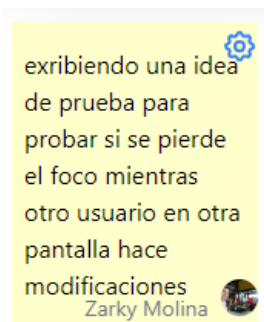 exribiendo una idea
de prueba para
probar si se pierde
el foco mientras
otro usuario en otra
pantalla hace
modificaciones
Zarky Molina